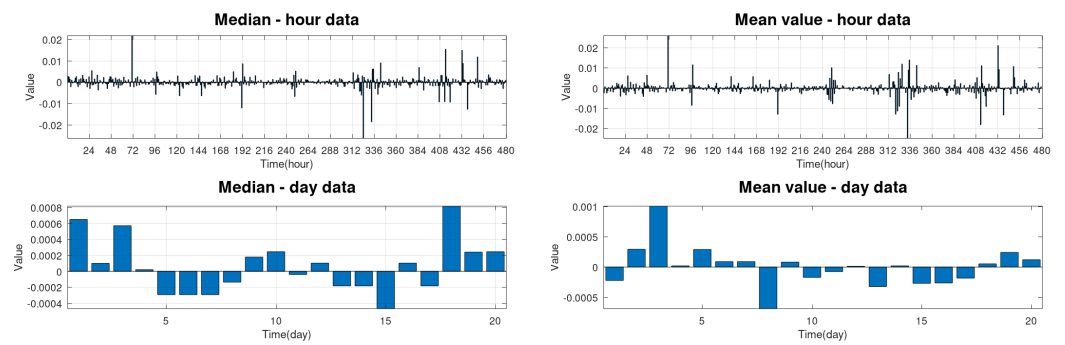 Median - hour data
0.02
0.01
0
-0.01
-0.02
Value
24 48 72 96 120 144 168 192 216 240 264 288 312 336 360 384 408 432 456 480
Time(hour)
Mean value - hour data
0.02
0.01
0
-0.01
-0.02
Value
24 48 72 96 120 144 168 192 216 240 264 288 312 336 360 384 408 432 456 480
Time(hour)
Median - day data
0.0008
0.0006
0.0004
0.0002
0
-0.0002
-0.0004
Value
5 10 15 20
Time(day)
Mean value - day data
0.001
0.0005
0
-0.0005
Value
5 10 15 20
Time(day)